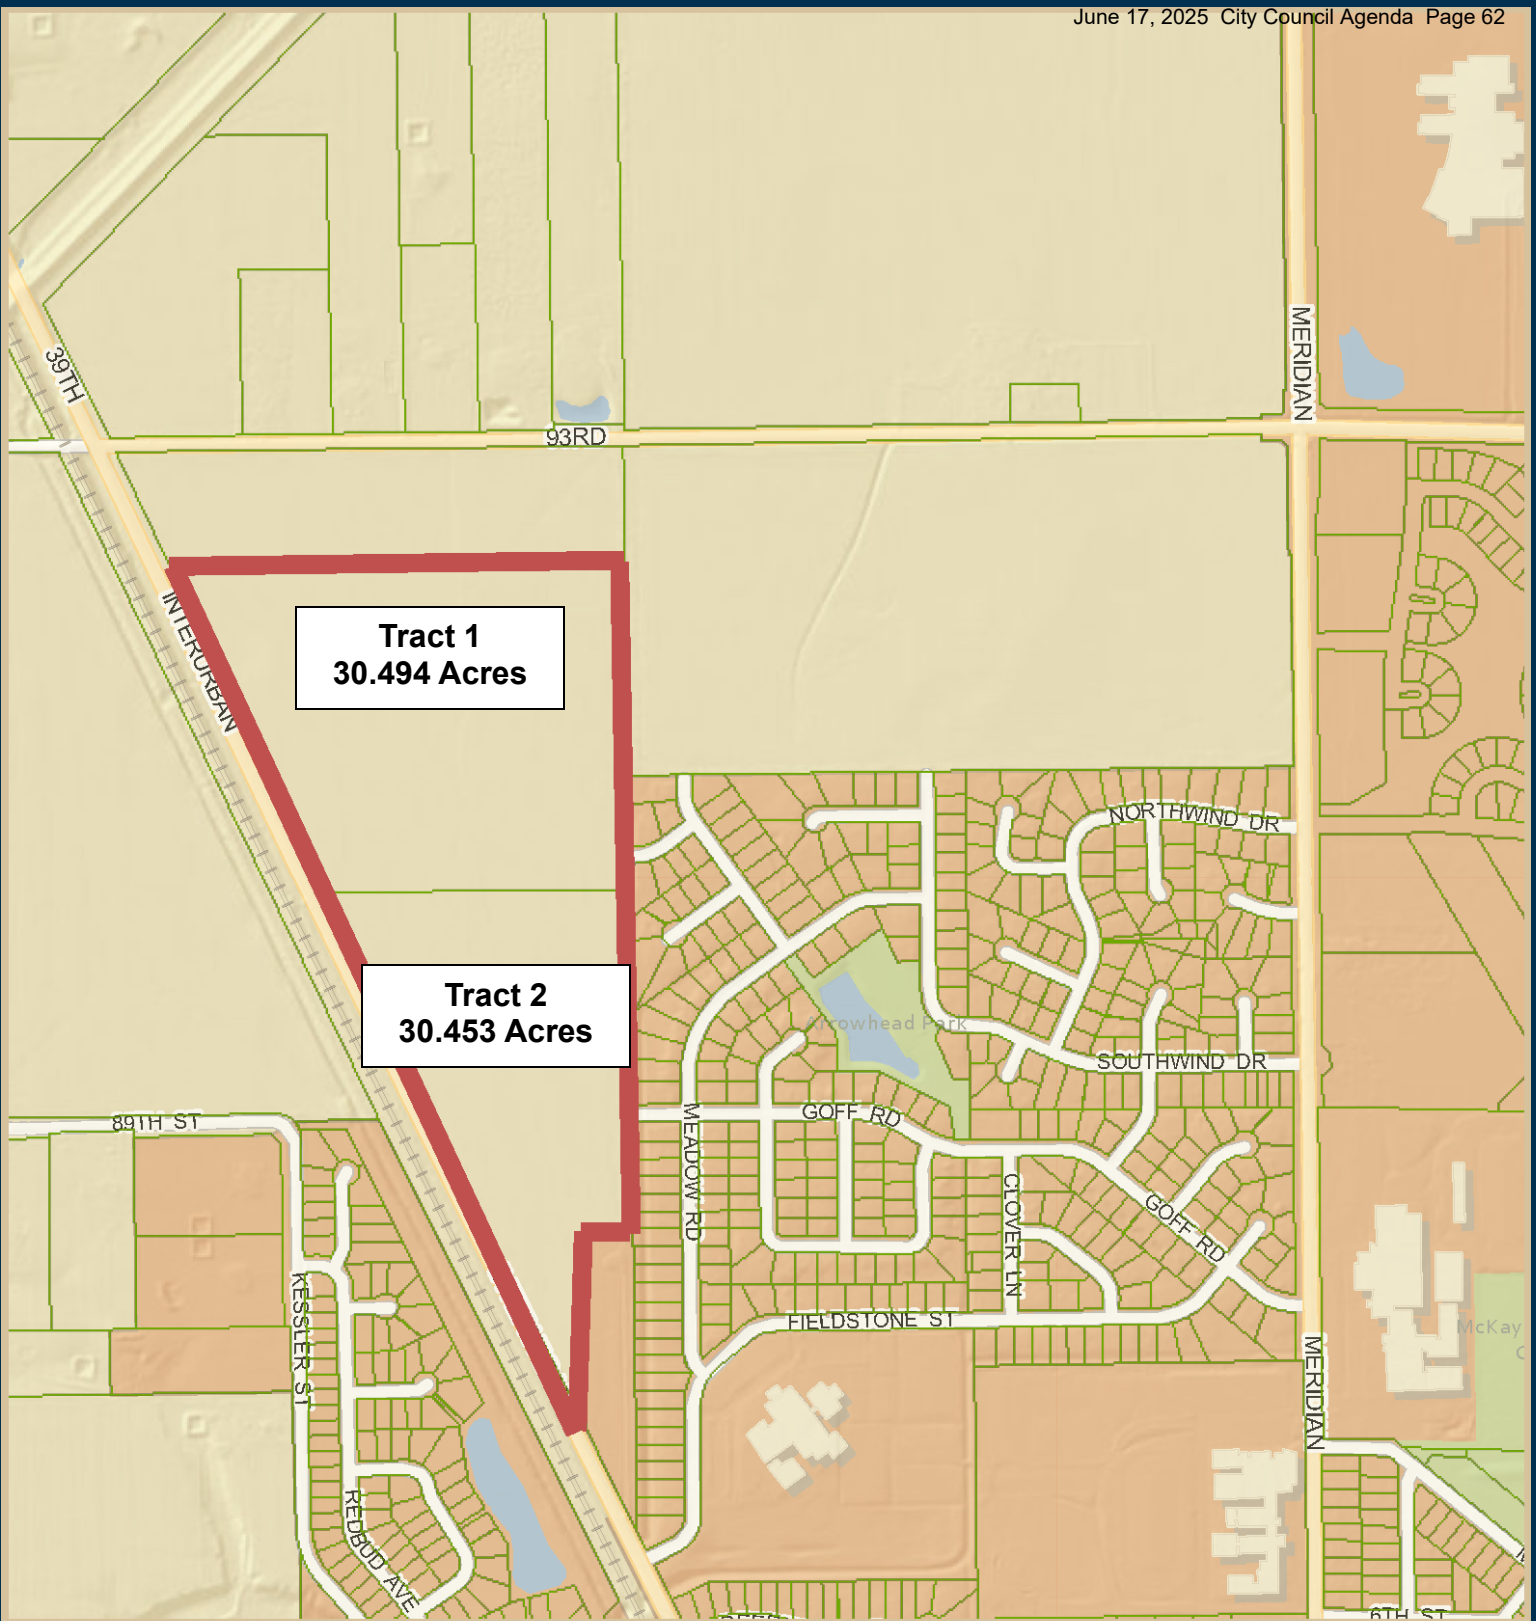 June 17, 2025 City Council Agenda Page 62
MERIDIAN
39TH
93RD
INTERURBAN
Tract 1
30.494 Acres
NORTHWIND DR
Tract 2
30.453 Acres
Arrowhead Park
SOUTHWIND DR
89TH ST
MEADOW RD
GOFF RD
CLOVER LN
GOFF RD
KESSLER ST
FIELDSTONE ST
McKay
MERIDIAN
REDBUD AVE
6TH ST